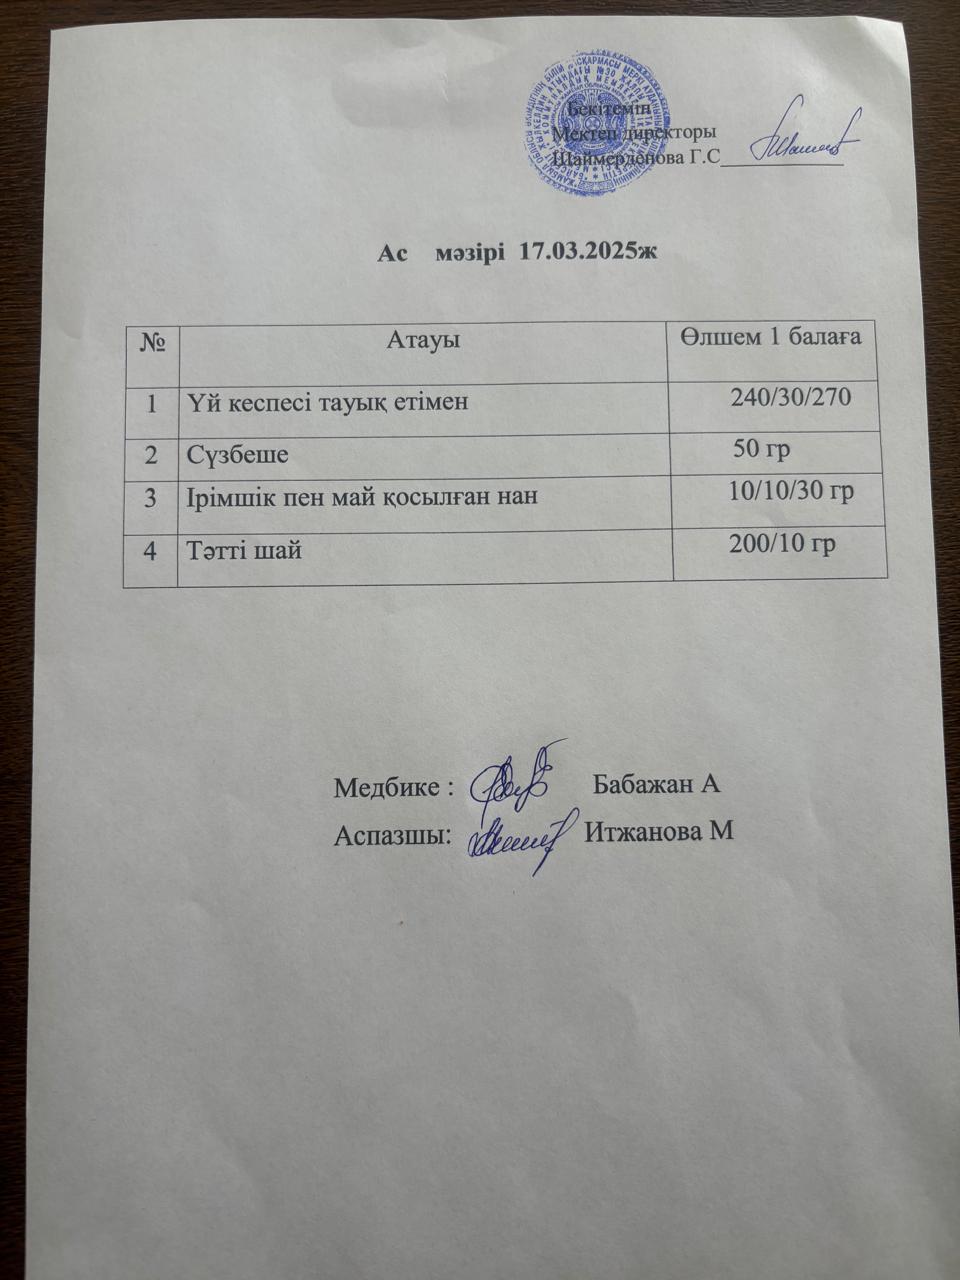 Бекітемін
Мектеп директоры
Шаймерденова Г.С
Ас мәзірі 17.03.2025ж
№ Атауы Өлшем 1 балаға
1 Үй кеспесі тауық етімен 240/30/270
2 Сүзбеше 50 гр
3 Ірімшік пен май қосылған нан 10/10/30 гр
4 Тәтті шай 200/10 гр
Медбике : Бабажан А
Аспазшы: Итжанова М